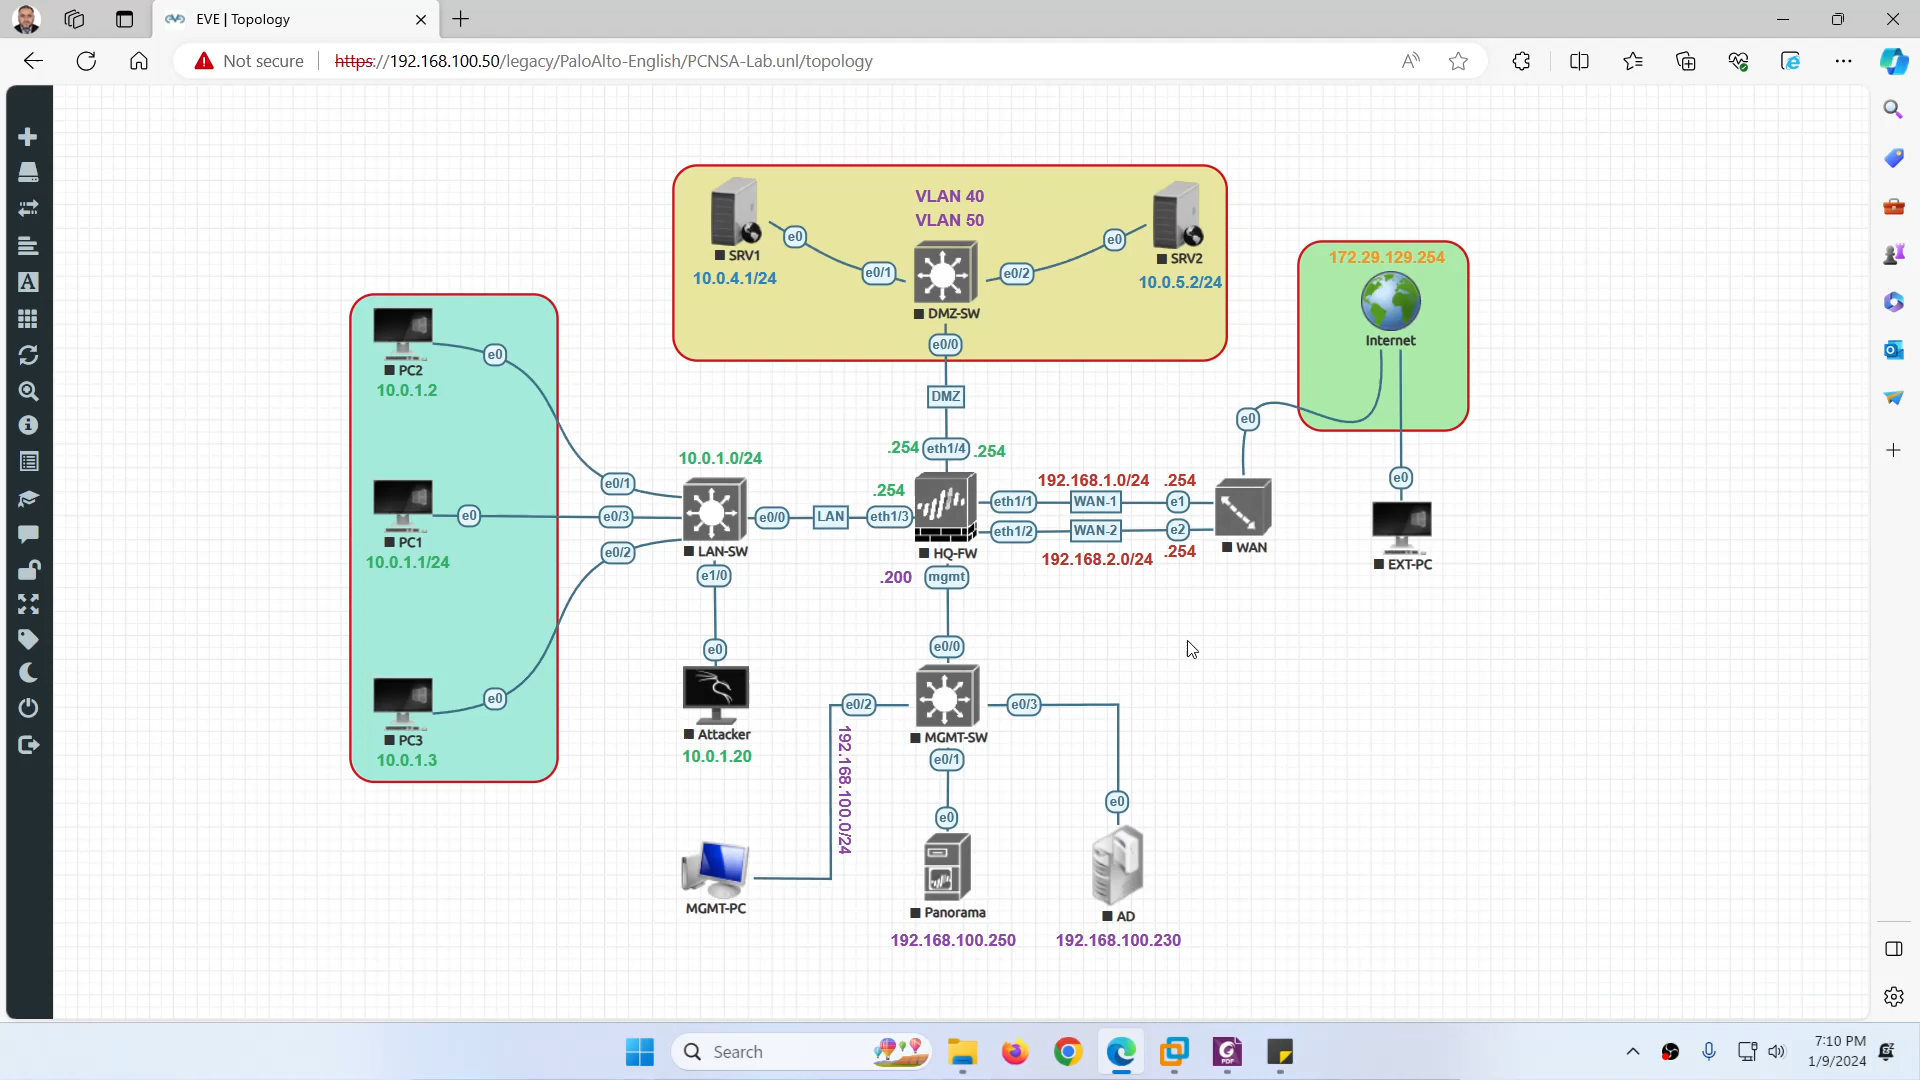 EVE | Topology
Not secure
https://192.168.100.50/legacy/PaloAlto-English/PCNSA-Lab.unl/topology
VLAN 40
VLAN 50
SRV1
10.0.4.1/24
e0
e0/1
DMZ-SW
e0/2
e0
SRV2
10.0.5.2/24
e0/0
172.29.129.254
Internet
PC2
10.0.1.2
e0
DMZ
e0
.254
eth1/4
.254
10.0.1.0/24
e0/1
PC1
10.0.1.1/24
e0
e0/3
e0/2
LAN-SW
e0/0
LAN
.254
eth1/3
HQ-FW
192.168.1.0/24
.254
eth1/1
WAN-1
e1
eth1/2
WAN-2
e2
192.168.2.0/24
.254
WAN
e0
EXT-PC
e1/0
.200
mgmt
e0
e0/0
PC3
10.0.1.3
e0
Attacker
10.0.1.20
e0/2
MGMT-SW
e0/3
192.168.100.0/24
e0/1
e0
e0
MGMT-PC
Panorama
192.168.100.250
AD
192.168.100.230
Search
7:10 PM
1/9/2024